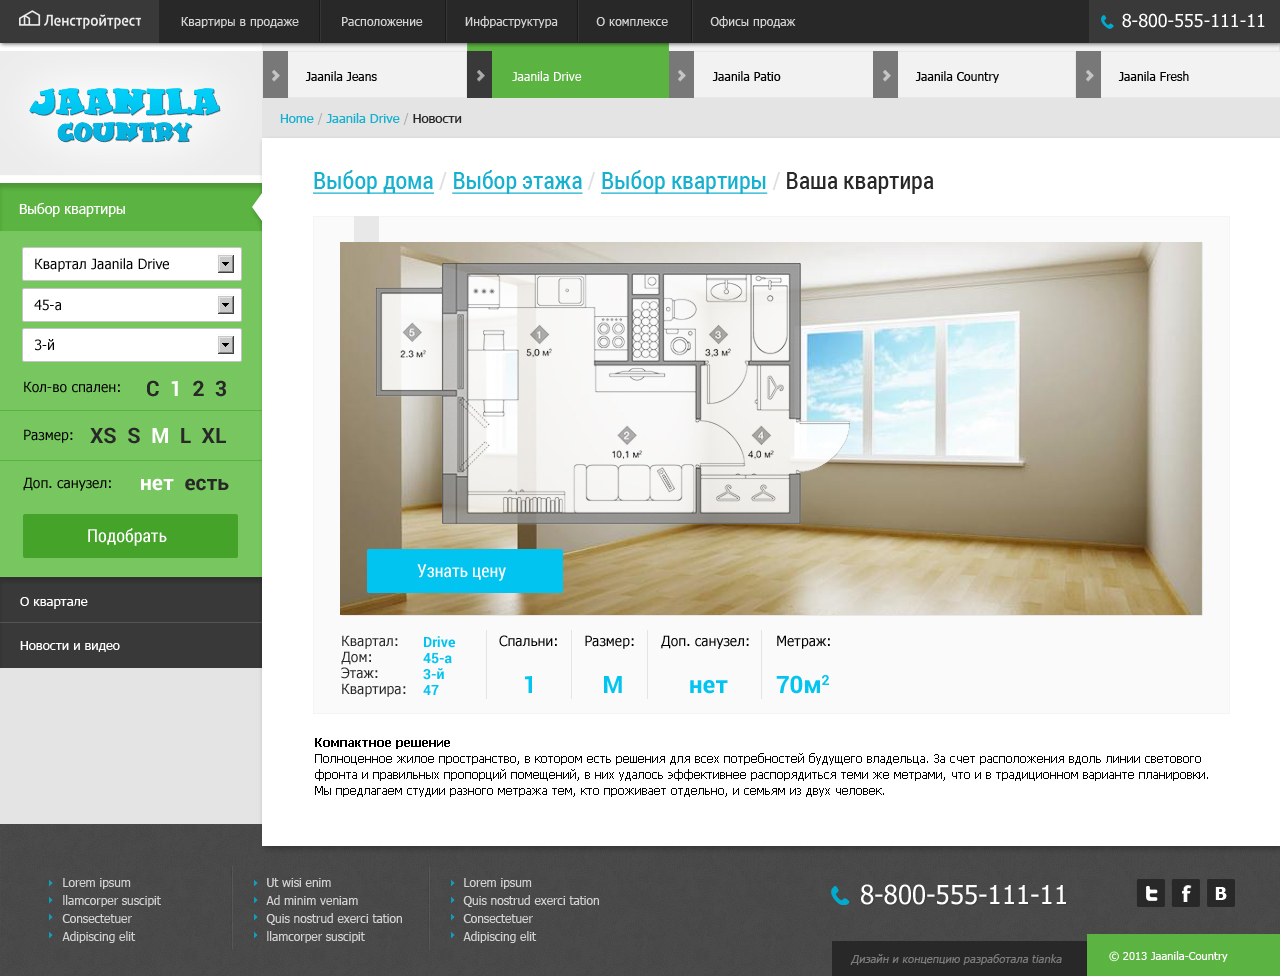 Ленстройтрест
Квартиры в продаже
Расположение
Инфраструктура
О комплексе
Офисы продаж
8-800-555-111-11
JAANILA
COUNTRY
Jaanila Jeans
Jaanila Drive
Jaanila Patio
Jaanila Country
Jaanila Fresh
Home / Jaanila Drive / Новости
Выбор дома / Выбор этажа / Выбор квартиры / Ваша квартира
Выбор квартиры
Квартал Jaanila Drive
45-а
3-й
Кол-во спален: С 1 2 3
Размер: XS S M L XL
Доп. санузел: нет есть
Подобрать
О квартале
Новости и видео
5
2.3 м²
1
5,0 м²
3
3,3 м²
2
10,1 м²
4
4,0 м²
Узнать цену
Квартал: Drive
Дом: 45-а
Этаж: 3-й
Квартира: 47
Спальни:
1
Размер:
M
Доп. санузел:
нет
Метраж:
70м²
Компактное решение
Полноценное жилое пространство, в котором есть решения для всех потребностей будущего владельца. За счет расположения вдоль линии светового
фронта и правильных пропорций помещений, в них удалось эффективнее распорядиться теми же метрами, что и в традиционном варианте планировки.
Мы предлагаем студии разного метража тем, кто проживает отдельно, и семьям из двух человек.
Lorem ipsum
llamcorper suscipit
Consectetuer
Adipiscing elit
Ut wisi enim
Ad minim veniam
Quis nostrud exerci tation
llamcorper suscipit
Lorem ipsum
Quis nostrud exerci tation
Consectetuer
Adipiscing elit
8-800-555-111-11
t f B
Дизайн и концепцию разработала tianka
© 2013 Jaanila-Country